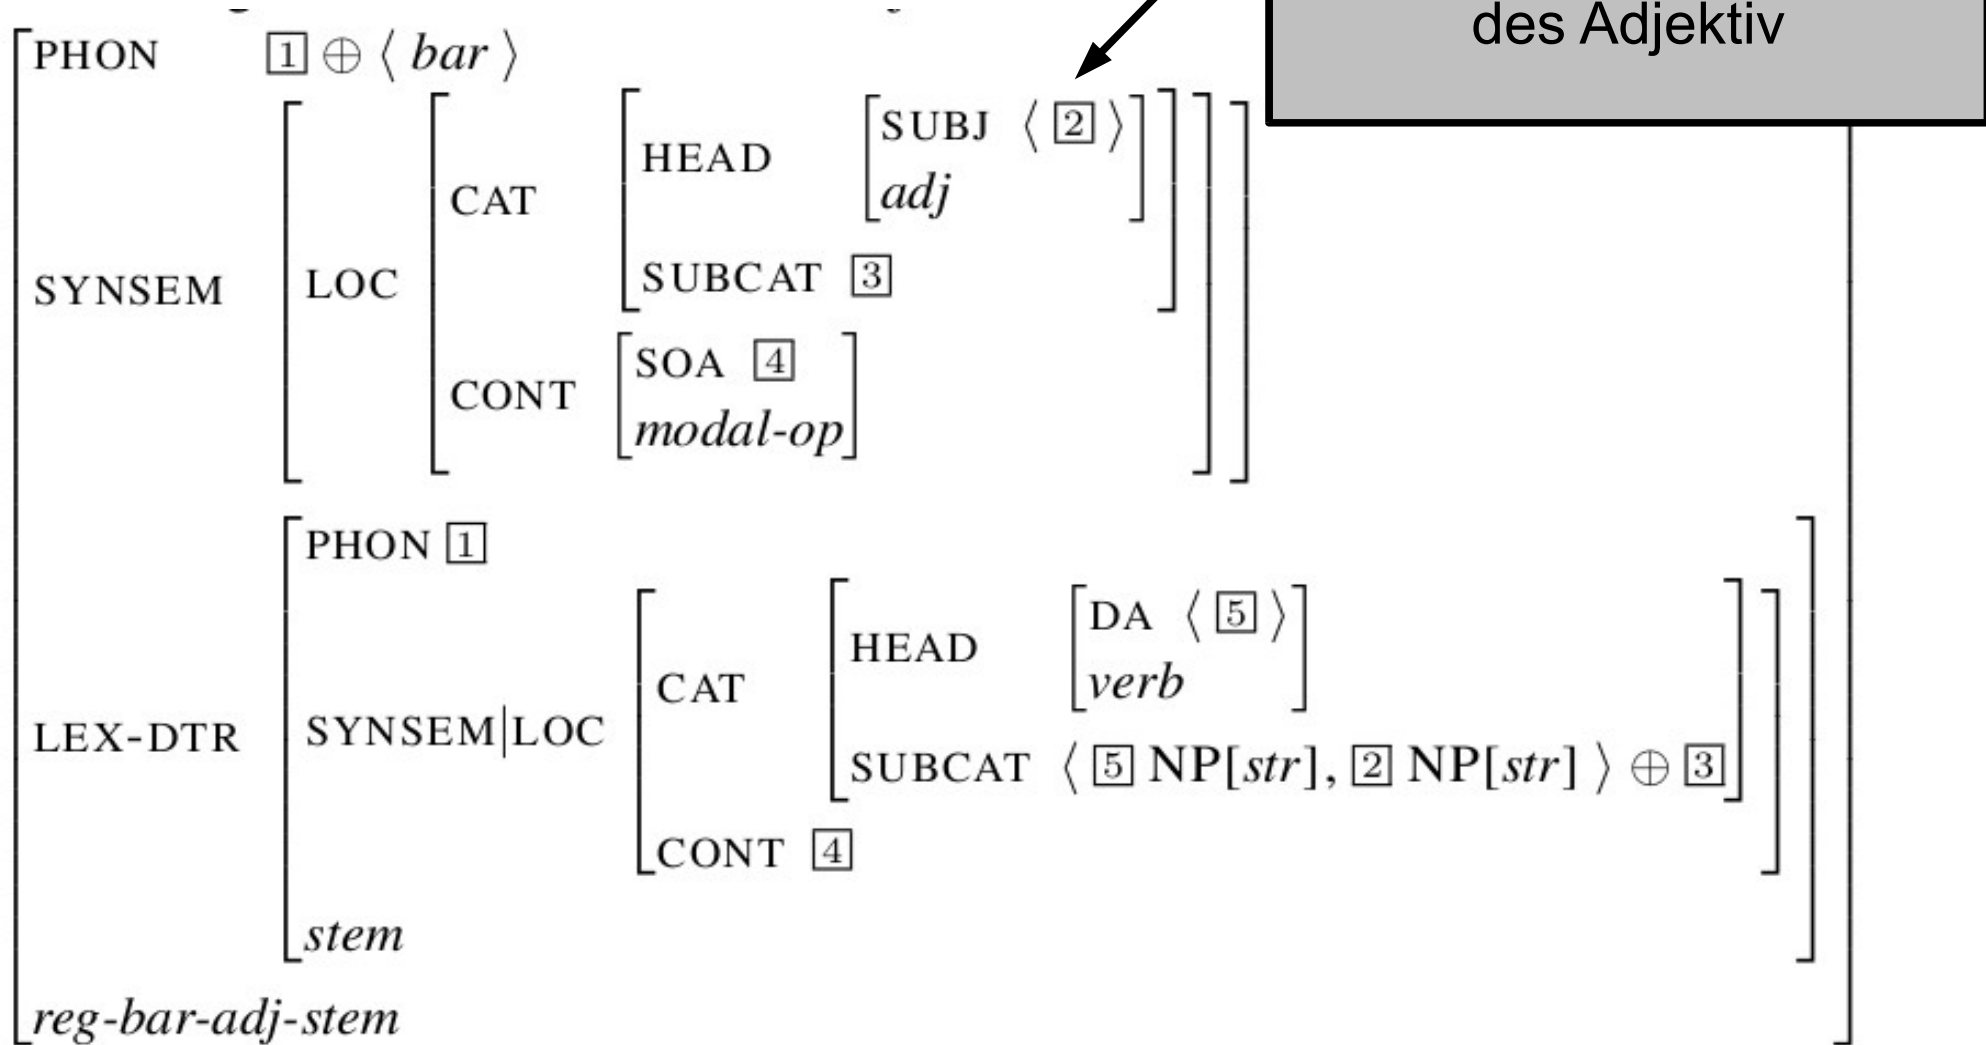 des Adjektiv
PHON [1] ⊕ ⟨ bar ⟩
SUBJ ⟨ [2] ⟩
HEAD
adj
CAT
SUBCAT [3]
SYNSEM LOC
SOA [4]
CONT
modal-op
PHON [1]
DA ⟨ [5] ⟩
HEAD
verb
CAT
SYNSEM|LOC
LEX-DTR
SUBCAT ⟨ [5] NP[str], [2] NP[str] ⟩ ⊕ [3]
CONT [4]
stem
reg-bar-adj-stem